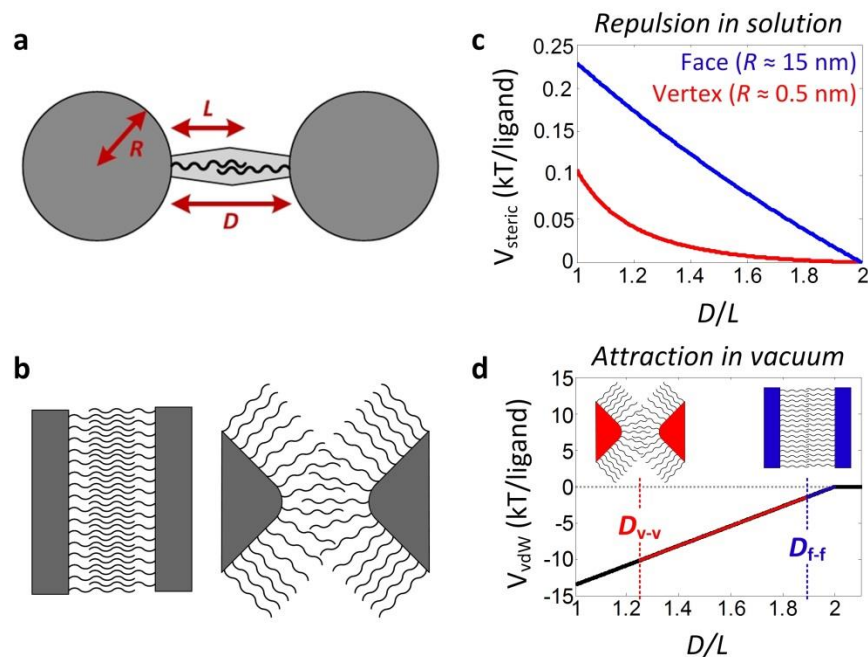 a
L
R
D
b
c
Repulsion in solution
0.25
0.2
0.15
0.1
0.05
0
Face (R ≈ 15 nm)
Vertex (R ≈ 0.5 nm)
V_steric (kT/ligand)
1 1.2 1.4 1.6 1.8 2
D/L
d
Attraction in vacuum
15
10
5
0
-5
-10
-15
D_v-v
D_f-f
V_vdW (kT/ligand)
1 1.2 1.4 1.6 1.8 2
D/L